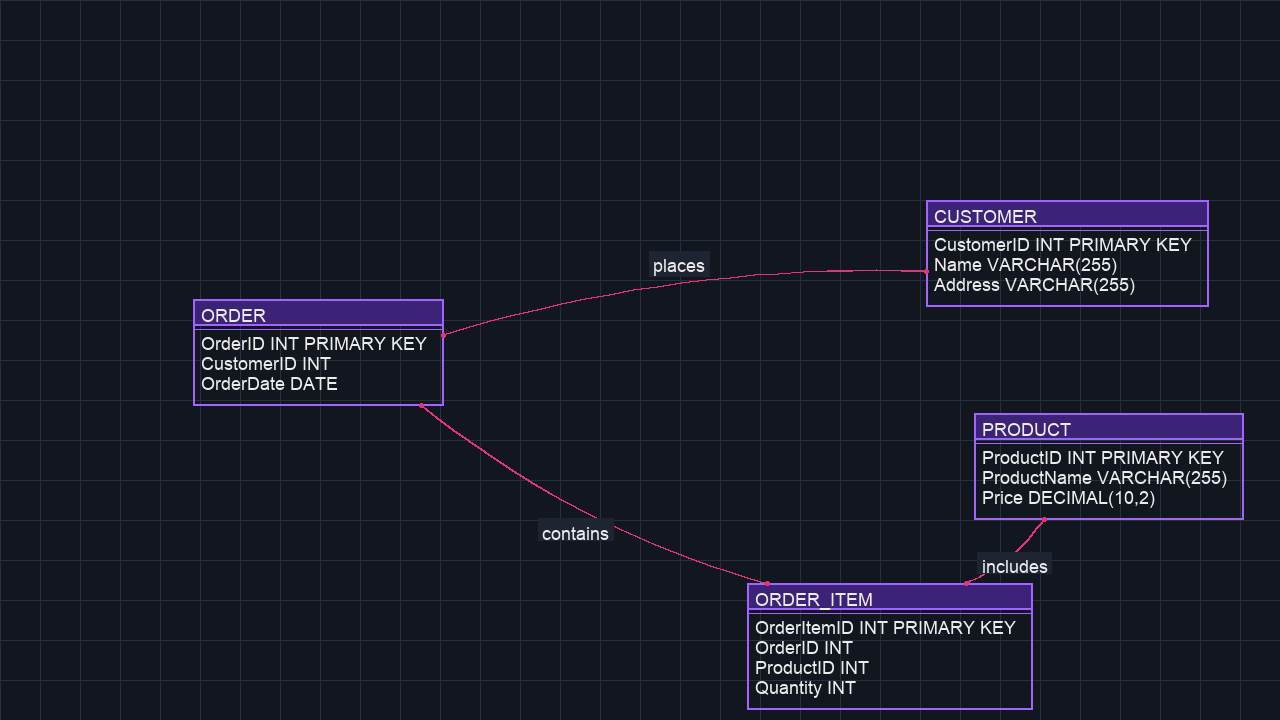 CUSTOMER
CustomerID INT PRIMARY KEY
Name VARCHAR(255)
Address VARCHAR(255)
places
ORDER
OrderID INT PRIMARY KEY
CustomerID INT
OrderDate DATE
PRODUCT
ProductID INT PRIMARY KEY
ProductName VARCHAR(255)
Price DECIMAL(10,2)
contains
includes
ORDER_ITEM
OrderItemID INT PRIMARY KEY
OrderID INT
ProductID INT
Quantity INT